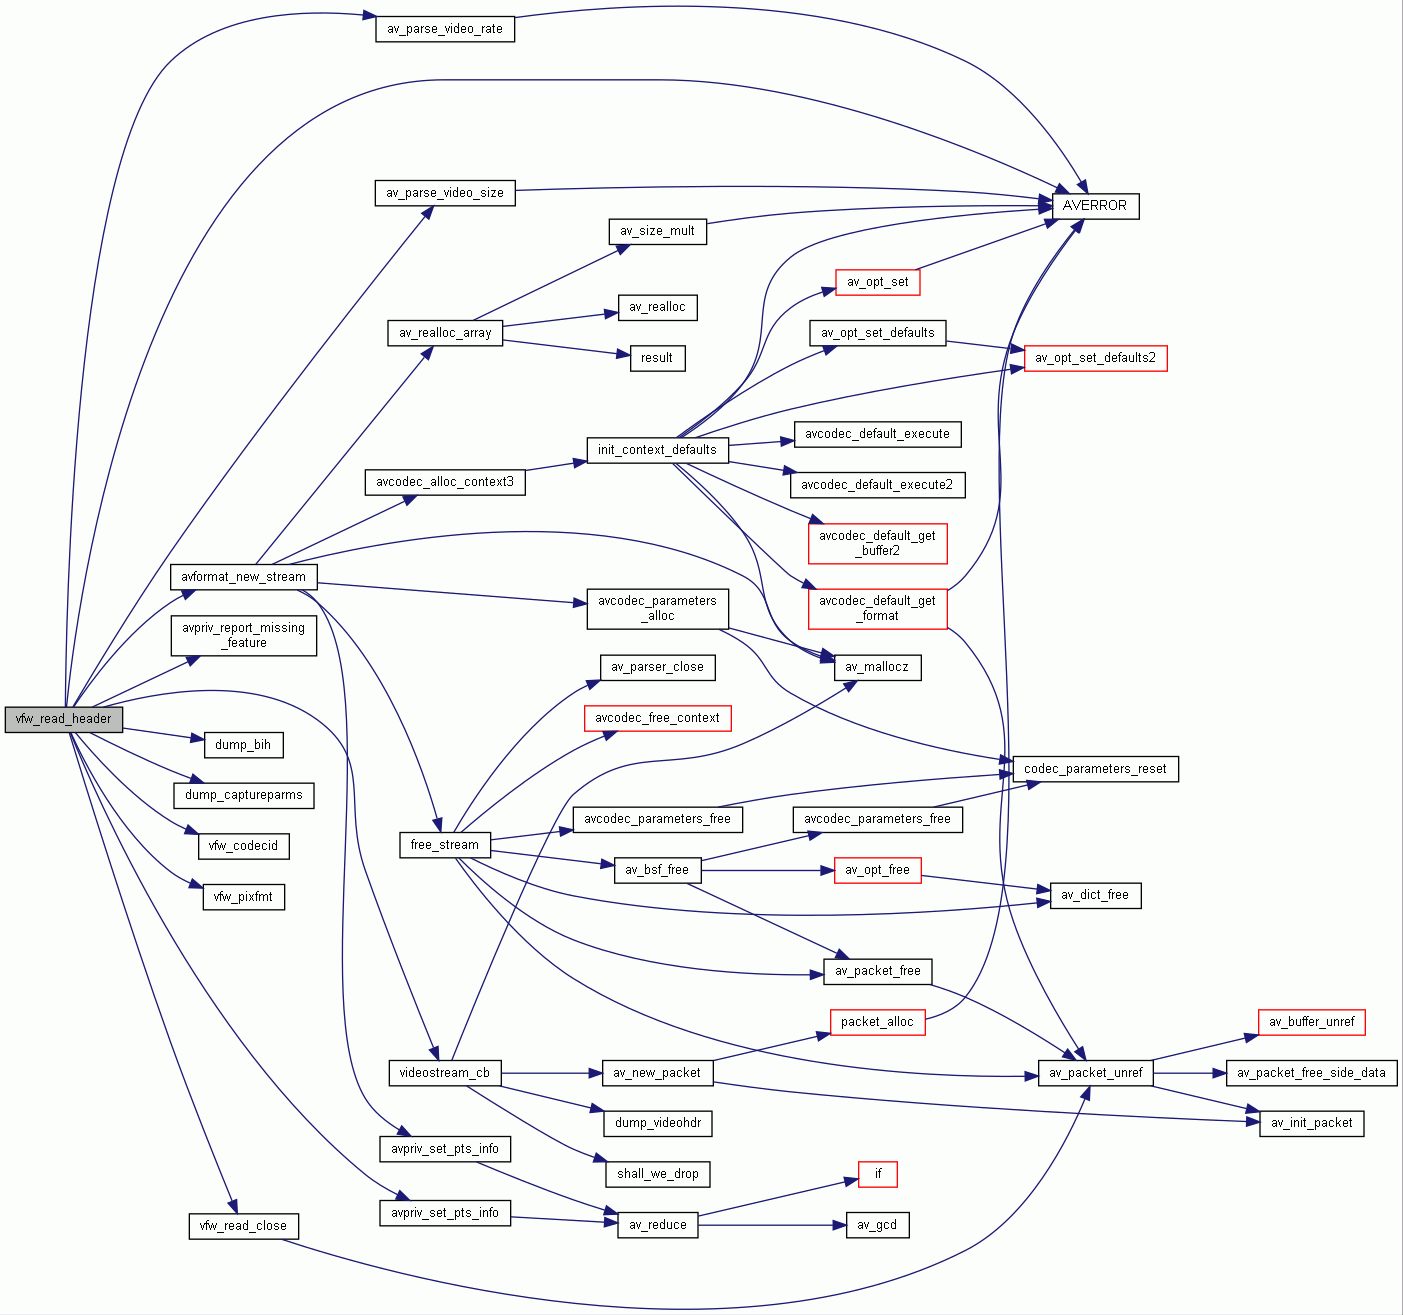 av_parse_video_rate
av_parse_video_size
AVERROR
av_size_mult
av_opt_set
av_realloc
av_realloc_array
av_opt_set_defaults
result
av_opt_set_defaults2
avcodec_default_execute
init_context_defaults
avcodec_alloc_context3
avcodec_default_execute2
avcodec_default_get
_buffer2
avformat_new_stream
avcodec_parameters
_alloc
avcodec_default_get
_format
avpriv_report_missing
_feature
av_parser_close
av_mallocz
vfw_read_header
avcodec_free_context
dump_bih
codec_parameters_reset
dump_captureparms
avcodec_parameters_free
avcodec_parameters_free
vfw_codecid
free_stream
av_bsf_free
av_opt_free
vfw_pixfmt
av_dict_free
av_packet_free
packet_alloc
av_buffer_unref
videostream_cb
av_new_packet
av_packet_unref
av_packet_free_side_data
dump_videohdr
av_init_packet
avpriv_set_pts_info
shall_we_drop
if
avpriv_set_pts_info
vfw_read_close
av_reduce
av_gcd